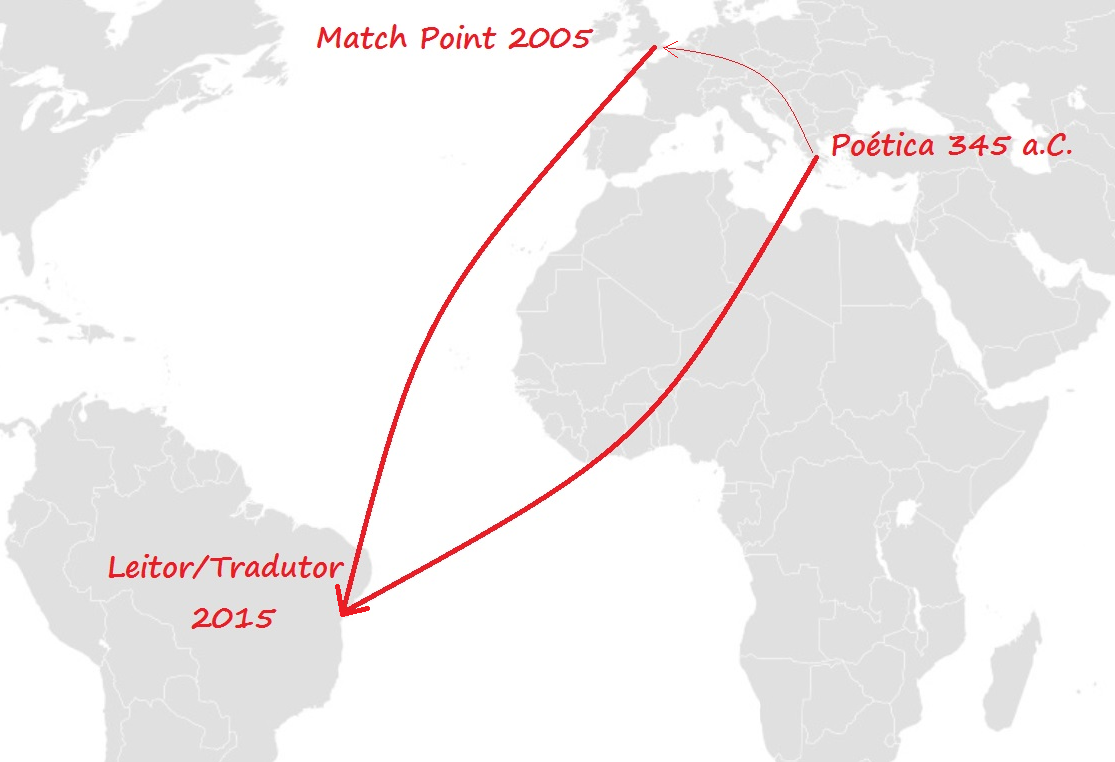 Match Point 2005
Poética 345 a.C.
Leitor/Tradutor
2015